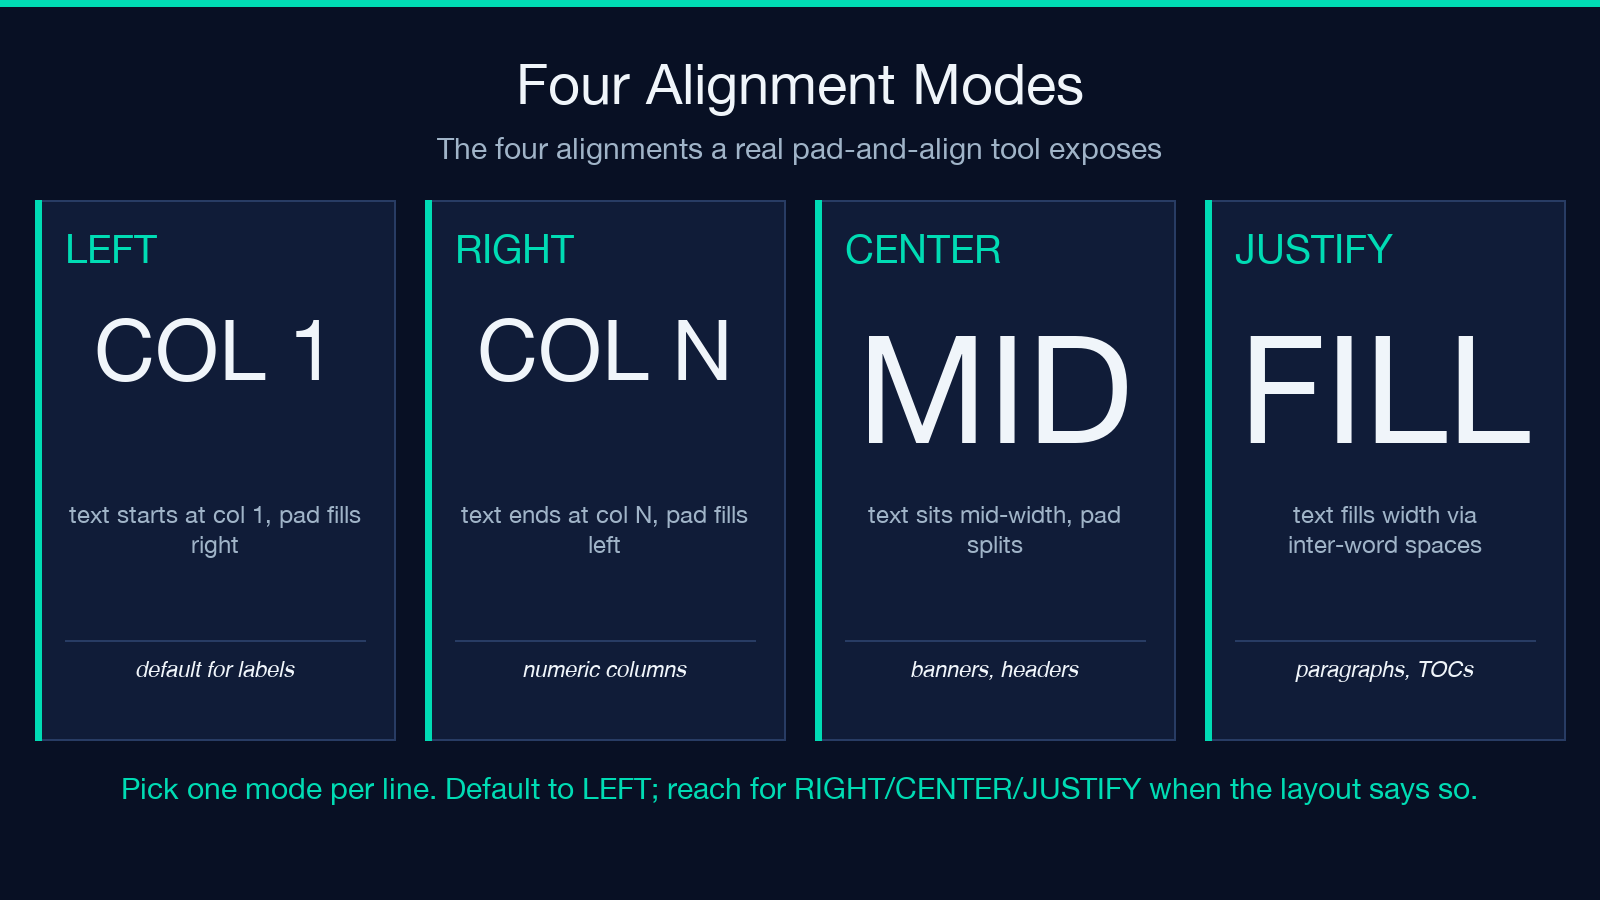 Four Alignment Modes
The four alignments a real pad-and-align tool exposes
LEFT
COL 1
text starts at col 1, pad fills
right
default for labels
RIGHT
COL N
text ends at col N, pad fills
left
numeric columns
CENTER
MID
text sits mid-width, pad
splits
banners, headers
JUSTIFY
FILL
text fills width via
inter-word spaces
paragraphs, TOCs
Pick one mode per line. Default to LEFT; reach for RIGHT/CENTER/JUSTIFY when the layout says so.